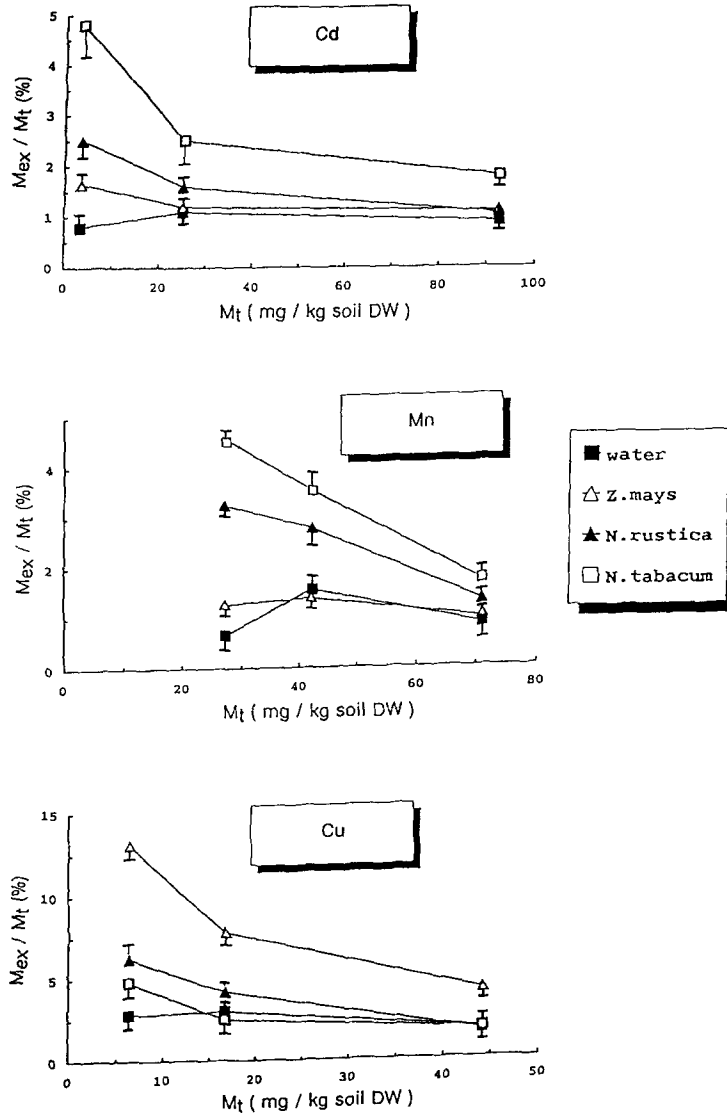 Cd
5
4
3
2
1
0
Mex / Mt (%)
0 20 40 60 80 100
Mt ( mg / kg soil DW )
Mn
4
2
0
Mex / Mt (%)
0 20 40 60 80
Mt ( mg / kg soil DW )
water
Z.mays
N.rustica
N.tabacum
Cu
15
10
5
0
Mex / Mt (%)
0 10 20 30 40 50
Mt ( mg / kg soil DW )